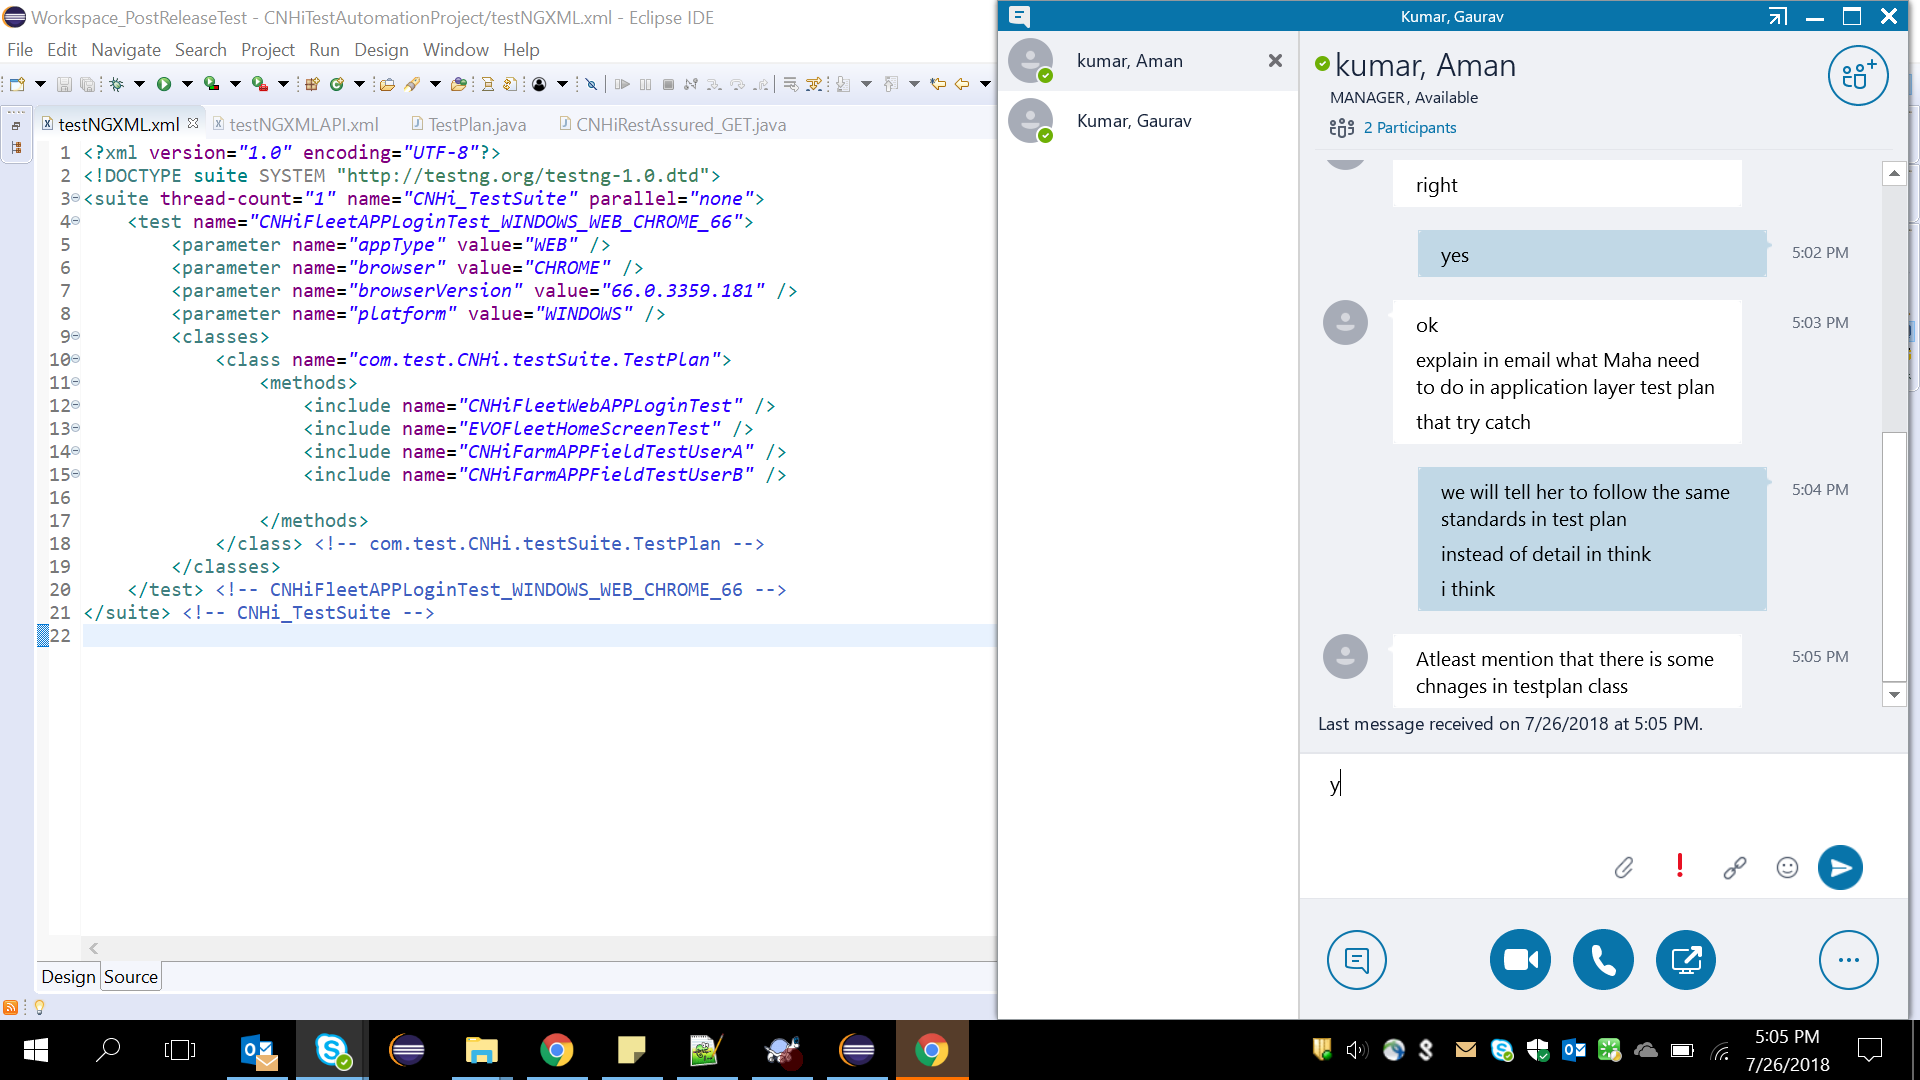 Workspace_PostReleaseTest - CNHiTestAutomationProject/testNGXML.xml - Eclipse IDE
File Edit Navigate Search Project Run Design Window Help
testNGXML.xml testNGXMLAPI.xml TestPlan.java CNHiRestAssured_GET.java
1 <?xml version="1.0" encoding="UTF-8"?>
2 <!DOCTYPE suite SYSTEM "http://testng.org/testng-1.0.dtd">
3 <suite thread-count="1" name="CNHi_TestSuite" parallel="none">
4 <test name="CNHiFleetAPPLoginTest_WINDOWS_WEB_CHROME_66">
5 <parameter name="appType" value="WEB" />
6 <parameter name="browser" value="CHROME" />
7 <parameter name="browserVersion" value="66.0.3359.181" />
8 <parameter name="platform" value="WINDOWS" />
9 <classes>
10 <class name="com.test.CNHi.testSuite.TestPlan">
11 <methods>
12 <include name="CNHiFleetWebAPPLoginTest" />
13 <include name="EVOFleetHomeScreenTest" />
14 <include name="CNHiFarmAPPFieldTestUserA" />
15 <include name="CNHiFarmAPPFieldTestUserB" />
16
17 </methods>
18 </class> <!-- com.test.CNHi.testSuite.TestPlan -->
19 </classes>
20 </test> <!-- CNHiFleetAPPLoginTest_WINDOWS_WEB_CHROME_66 -->
21 </suite> <!-- CNHi_TestSuite -->
22
Design Source
Kumar, Gaurav
kumar, Aman
Kumar, Gaurav
kumar, Aman
MANAGER, Available
2 Participants
right
yes 5:02 PM
ok 5:03 PM
explain in email what Maha need
to do in application layer test plan
that try catch
we will tell her to follow the same 5:04 PM
standards in test plan
instead of detail in think
i think
Atleast mention that there is some 5:05 PM
chnages in testplan class
Last message received on 7/26/2018 at 5:05 PM.
y
5:05 PM
7/26/2018